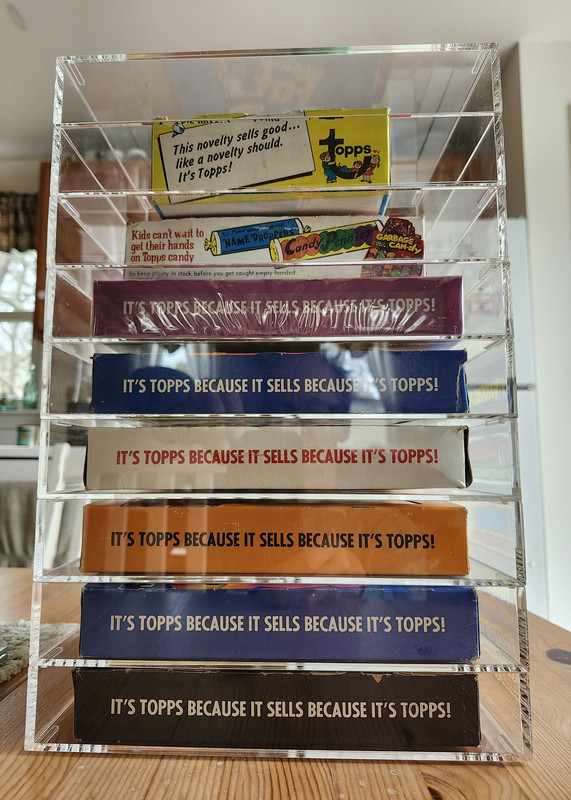 This novelty sells good...
like a novelty should.
It's Topps!
Topps
Kids can't wait to
get their hands
on Topps candy
NAME DROPPERS
Candy Pennies
GARBAGE
CANDY
So keep plenty in stock before you get caught empty-handed
IT'S TOPPS BECAUSE IT SELLS BECAUSE IT'S TOPPS!
IT'S TOPPS BECAUSE IT SELLS BECAUSE IT'S TOPPS!
IT'S TOPPS BECAUSE IT SELLS BECAUSE IT'S TOPPS!
IT'S TOPPS BECAUSE IT SELLS BECAUSE IT'S TOPPS!
IT'S TOPPS BECAUSE IT SELLS BECAUSE IT'S TOPPS!
IT'S TOPPS BECAUSE IT SELLS BECAUSE IT'S TOPPS!